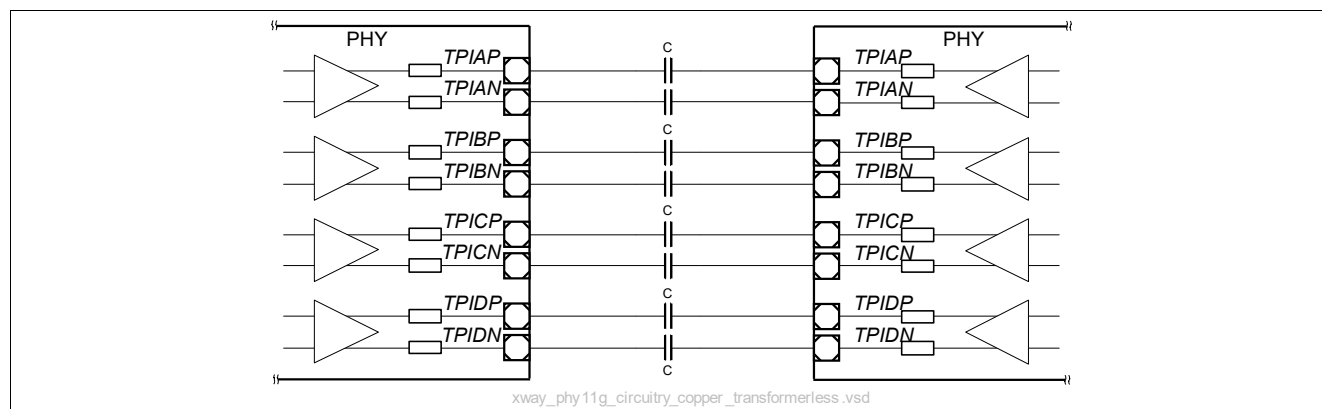 PHY PHY
C
TPIAP TPIAP
TPIAN TPIAN
C
TPIBP TPIBP
TPIBN TPIBN
C
TPICP TPICP
TPICN TPICN
C
TPIDP TPIDP
TPIDN TPIDN
C
xway_phy11g_circuitry_copper_transformerless.vsd